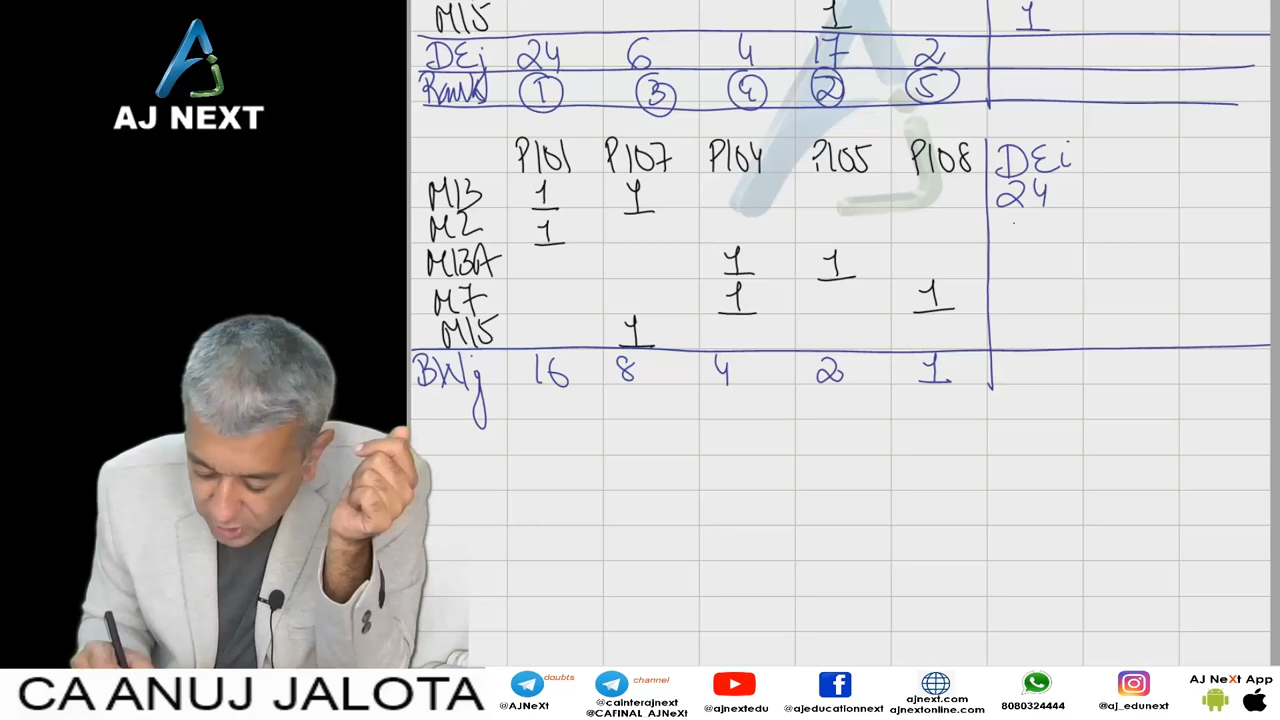 M15 1 1
DEj 24 6 4 17 2
Rank 1 3 4 2 5
P101 P107 P104 P105 P108 DEi
M13 1 1 24
M2 1
M13A 1 1
M7 1 1
M15 1
BWj 16 8 4 2 1
AJ NEXT
CA ANUJ JALOTA
doubts
@AJNeXt
channel
@cainterajnext
@CAFINAL_AJNeXt
@ajnextedu
@ajeducationnext
ajnext.com
ajnextonline.com
8080324444
@aj_edunext
AJ NeXt App